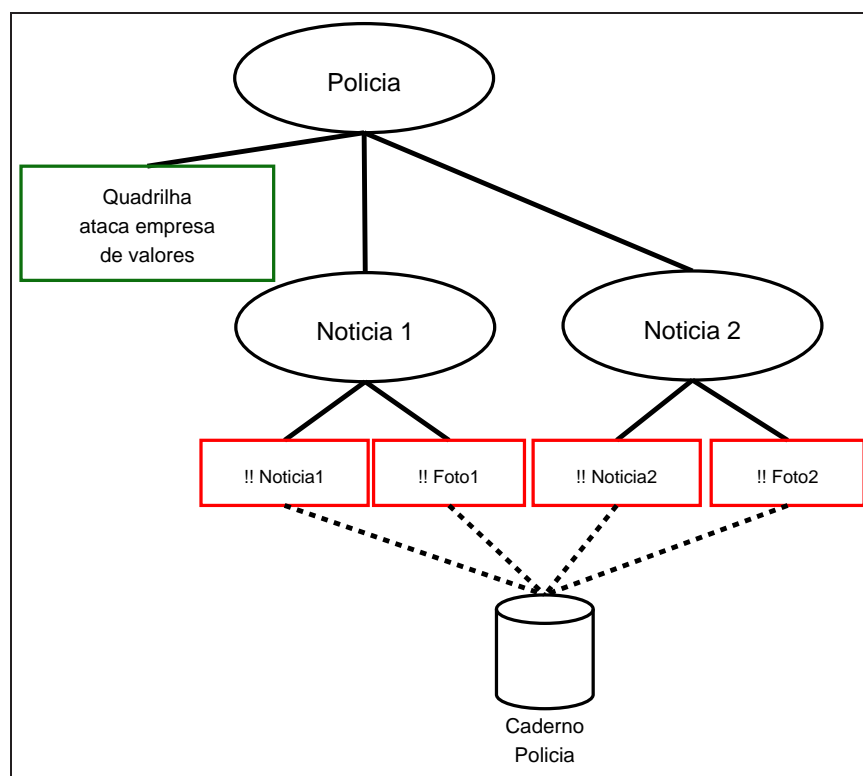 Policia
Quadrilha
ataca empresa
de valores
Noticia 1
Noticia 2
!! Noticia1
!! Foto1
!! Noticia2
!! Foto2
Caderno
Policia